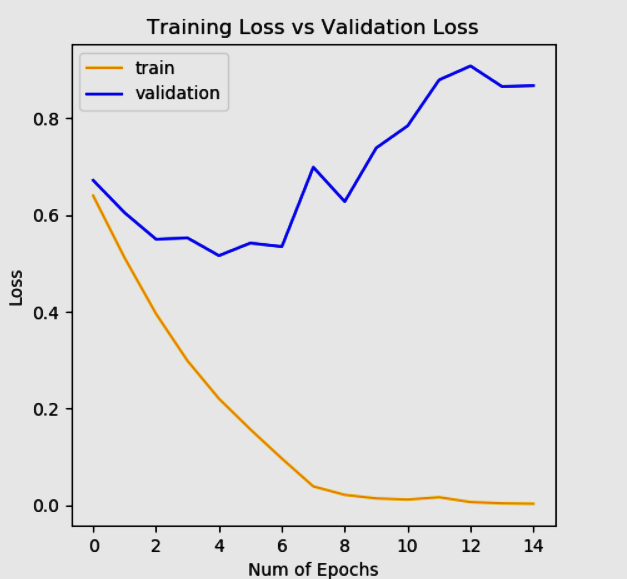 Training Loss vs Validation Loss
train
validation
Loss
0.8
0.6
0.4
0.2
0.0
0 2 4 6 8 10 12 14
Num of Epochs